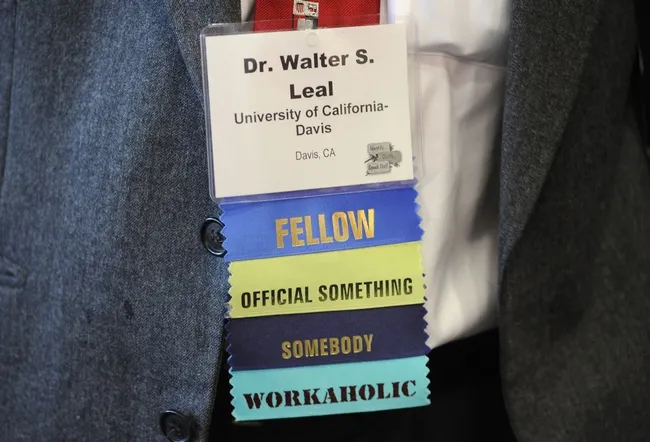 Dr. Walter S.
Leal
University of California-
Davis
Davis, CA
FELLOW
OFFICIAL SOMETHING
SOMEBODY
WORKAHOLIC